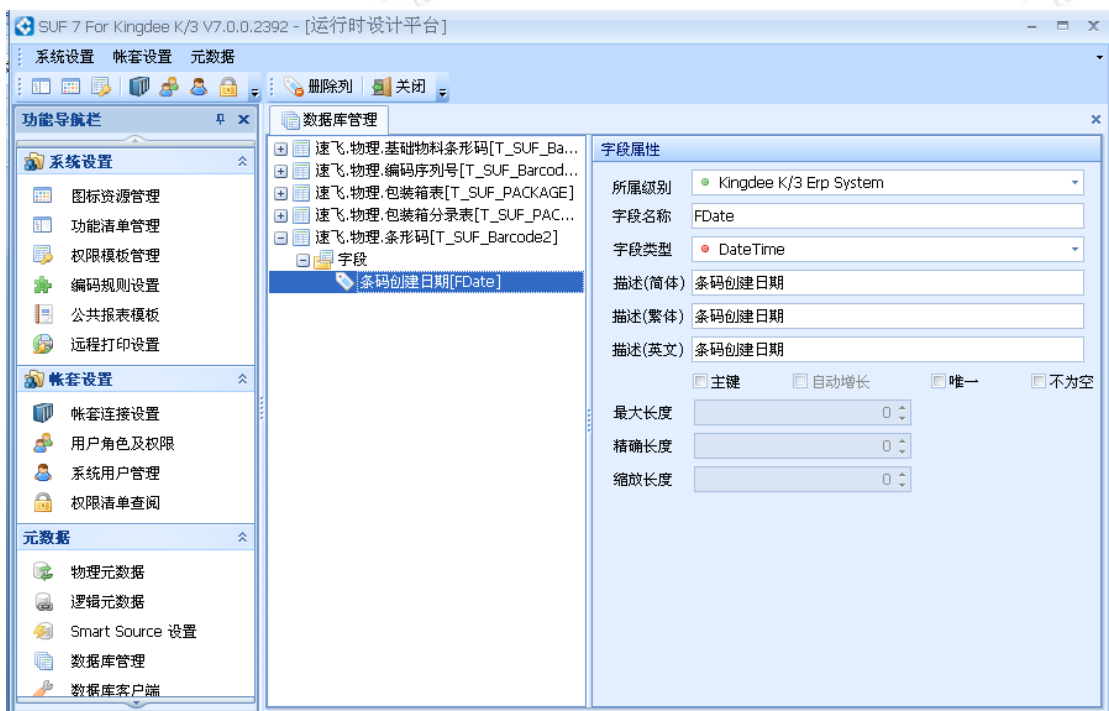 SUF 7 For Kingdee K/3 V7.0.0.2392 - [运行时设计平台]
系统设置 帐套设置 元数据
删除列 关闭
功能导航栏
系统设置
图标资源管理
功能清单管理
权限模板管理
编码规则设置
公共报表模板
远程打印设置
帐套设置
帐套连接设置
用户角色及权限
系统用户管理
权限清单查阅
元数据
物理元数据
逻辑元数据
Smart Source 设置
数据库管理
数据库客户端
数据库管理
速飞.物理.基础物料条形码[T_SUF_Ba...
速飞.物理.编码序列号[T_SUF_Barcod...
速飞.物理.包装箱表[T_SUF_PACKAGE]
速飞.物理.包装箱分录表[T_SUF_PAC...
速飞.物理.条形码[T_SUF_Barcode2]
字段
条码创建日期[FDate]
字段属性
所属级别 Kingdee K/3 Erp System
字段名称 FDate
字段类型 DateTime
描述(简体) 条码创建日期
描述(繁体) 条码创建日期
描述(英文) 条码创建日期
主键 自动增长 唯一 不为空
最大长度 0
精确长度 0
缩放长度 0